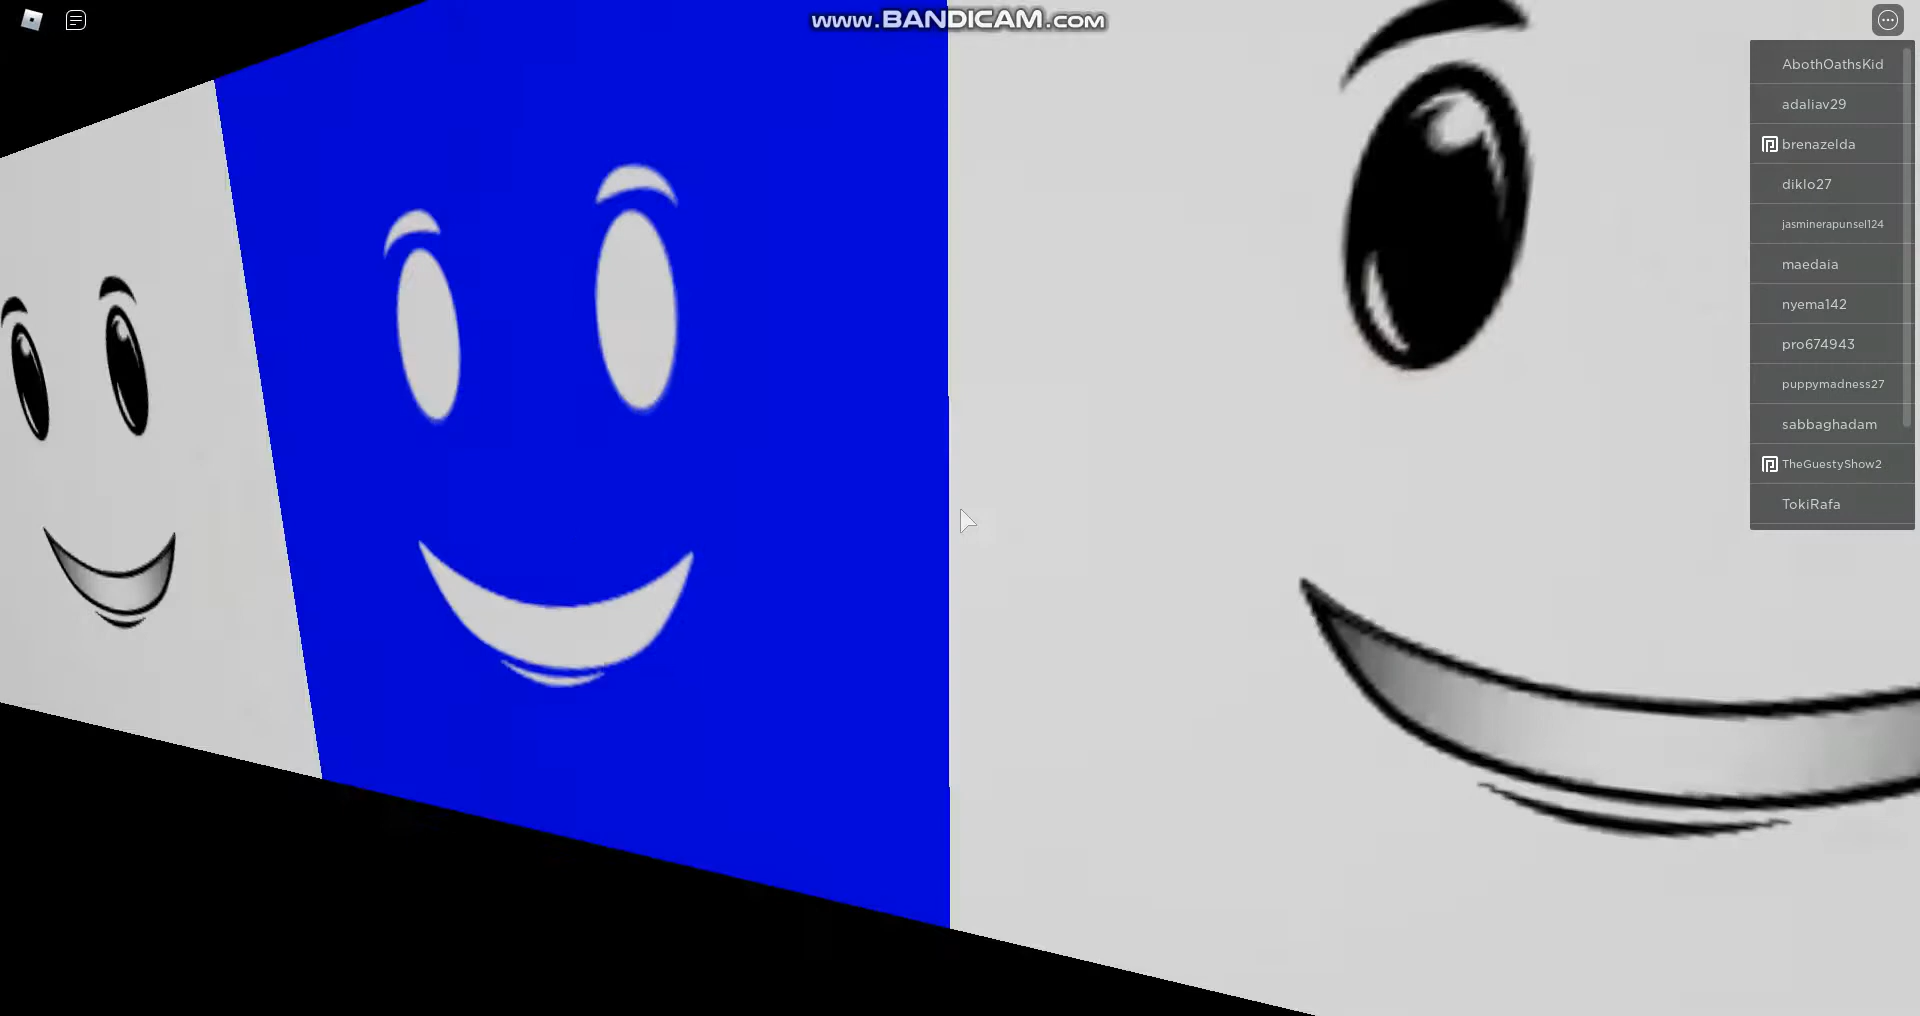 www.BANDICAM.com
AbothOathsKid
adaliav29
brenazelda
diklo27
jasminerapunsel124
maedaia
nyema142
pro674943
puppymadness27
sabbaghadam
TheGuestyShow2
TokiRafa